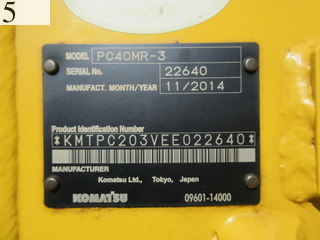 5
MODEL PC40MR-3
SERIAL No. 22640
MANUFACT. MONTH/YEAR 11/2014
Product Identification Number
*KMTPC203VEE022640*
MANUFACTURER
Komatsu Ltd., Tokyo, Japan
KOMATSU 09601-14000